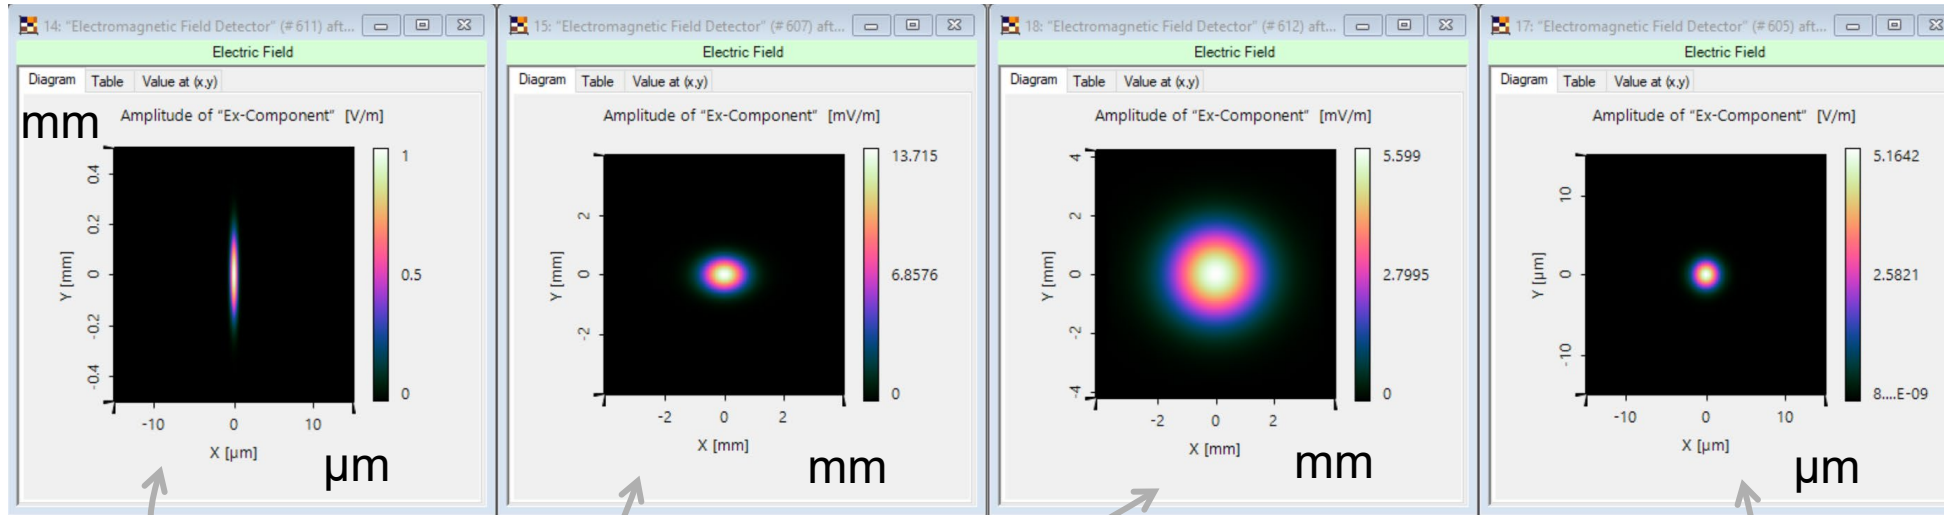 14: "Electromagnetic Field Detector" (#611) aft...
Electric Field
Diagram Table Value at (x,y)
mm
Amplitude of "Ex-Component" [V/m]
1
0.5
0
0.4
0.2
0
-0.2
-0.4
Y [mm]
-10 0 10
X [µm]
µm
15: "Electromagnetic Field Detector" (#607) aft...
Electric Field
Diagram Table Value at (x,y)
Amplitude of "Ex-Component" [mV/m]
13.715
6.8576
0
2
0
-2
Y [mm]
-2 0 2
X [mm]
mm
18: "Electromagnetic Field Detector" (#612) aft...
Electric Field
Diagram Table Value at (x,y)
Amplitude of "Ex-Component" [mV/m]
5.599
2.7995
0
4
2
0
-2
-4
Y [mm]
-2 0 2
X [mm]
mm
17: "Electromagnetic Field Detector" (#605) aft...
Electric Field
Diagram Table Value at (x,y)
Amplitude of "Ex-Component" [V/m]
5.1642
2.5821
8....E-09
10
0
-10
Y [µm]
-10 0 10
X [µm]
µm